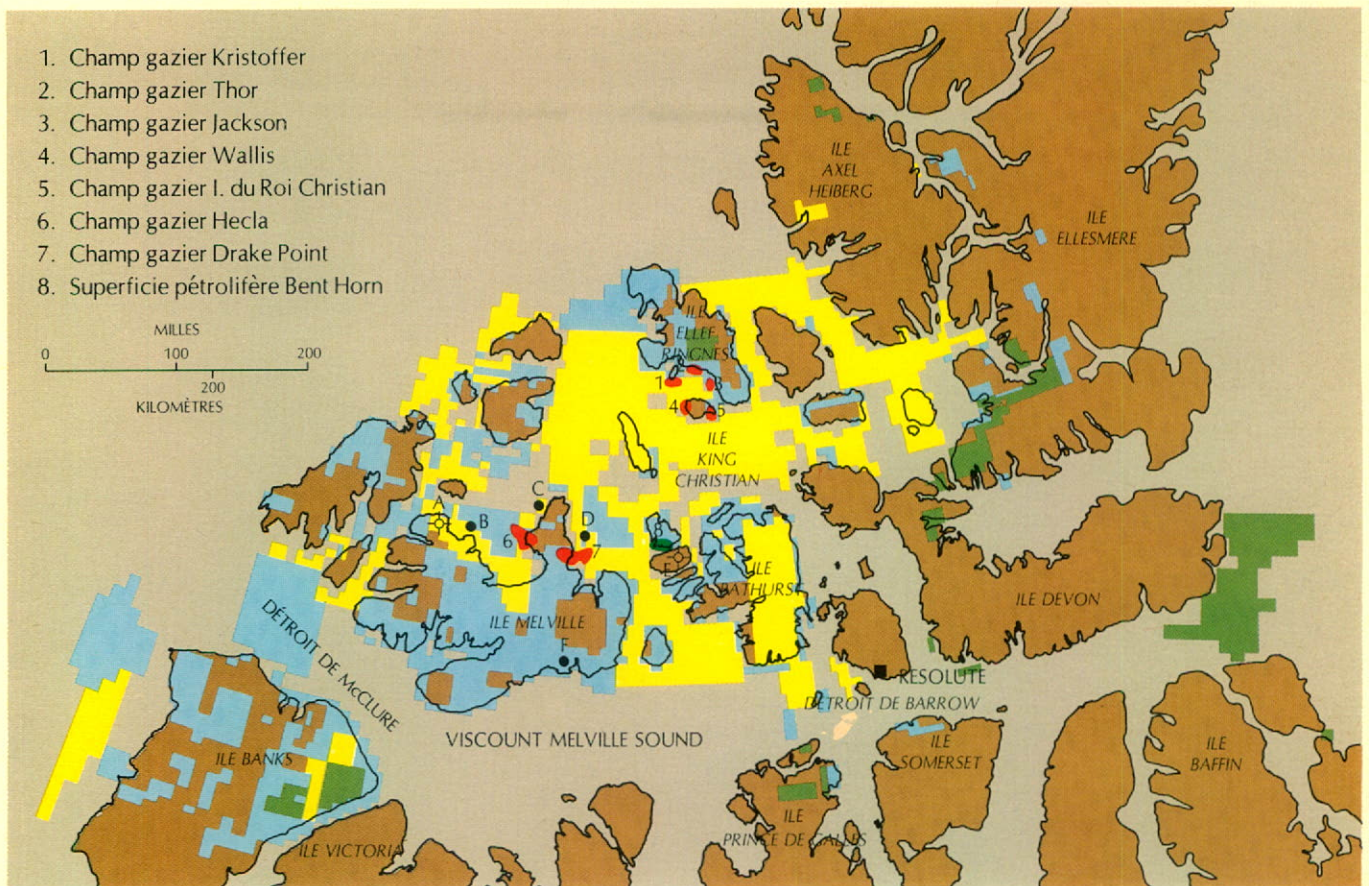 1. Champ gazier Kristoffer
2. Champ gazier Thor
3. Champ gazier Jackson
4. Champ gazier Wallis
5. Champ gazier I. du Roi Christian
6. Champ gazier Hecla
7. Champ gazier Drake Point
8. Superficie pétrolifère Bent Horn
MILLES
0 100 200
200
KILOMÈTRES
ILE
AXEL
HEIBERG
ILE
ELLESMERE
ILE
ELLEF
RINGNES
1
3
4
5
ILE
KING
CHRISTIAN
A
B
C
D
6
7
E
ILE
BATHURST
ILE DEVON
ILE MELVILLE
F
DÉTROIT DE McCLURE
RESOLUTE
DETROIT DE BARROW
VISCOUNT MELVILLE SOUND
ILE BANKS
ILE
SOMERSET
ILE
BAFFIN
ILE
PRINCE DE GALLES
ILE VICTORIA